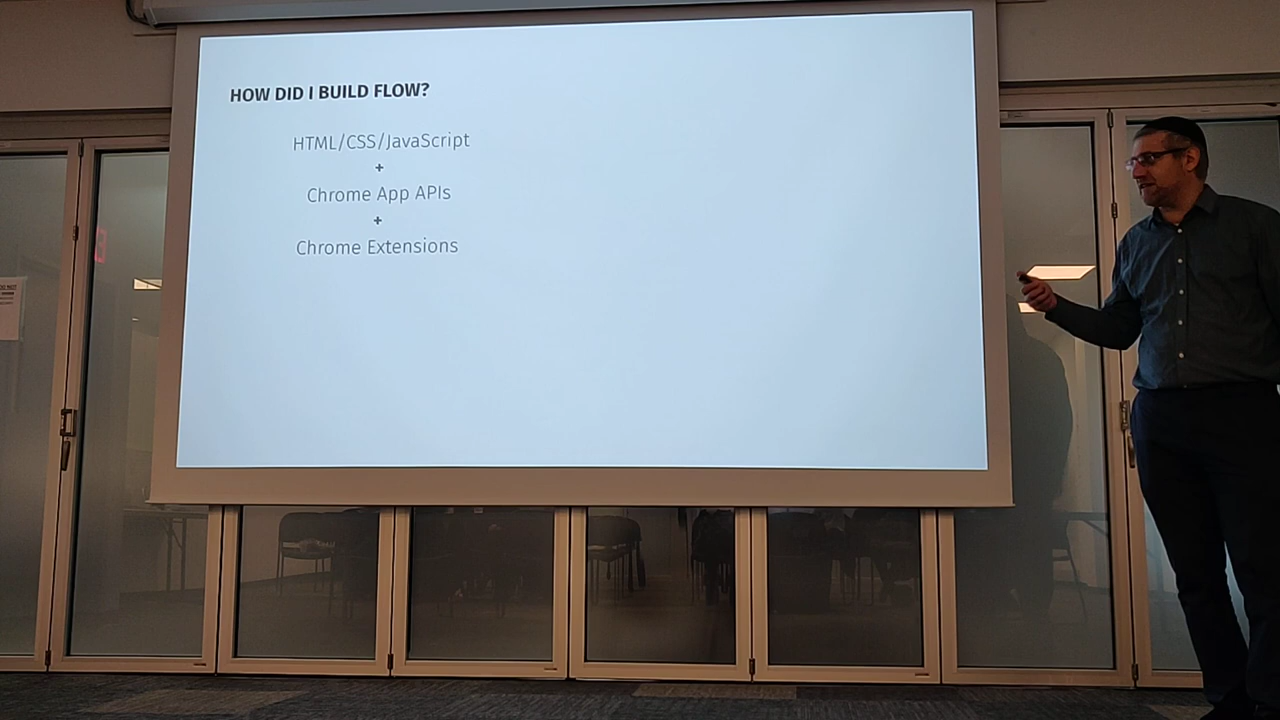 HOW DID I BUILD FLOW?
HTML/CSS/JavaScript
+
Chrome App APIs
+
Chrome Extensions